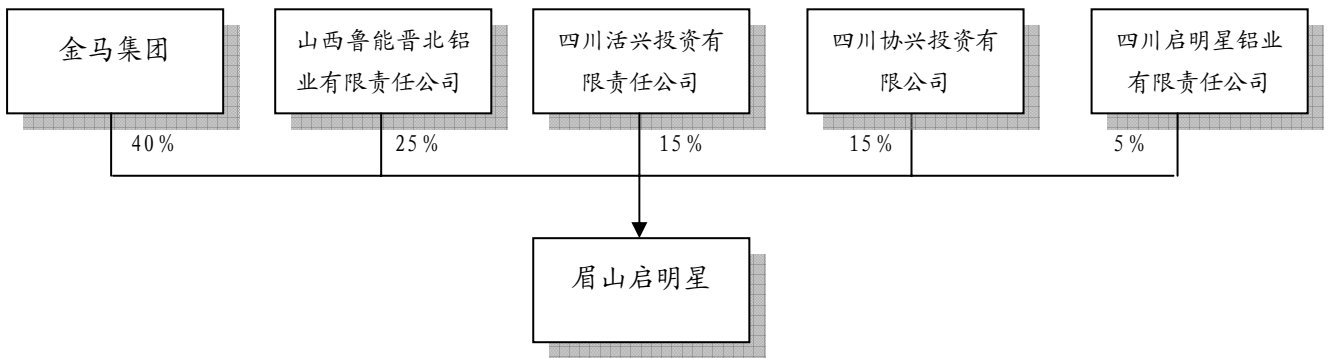 金马集团
山西鲁能晋北铝
业有限责任公司
四川活兴投资有
限责任公司
四川协兴投资有
限公司
四川启明星铝业
有限责任公司
40%
25%
15%
15%
5%
眉山启明星